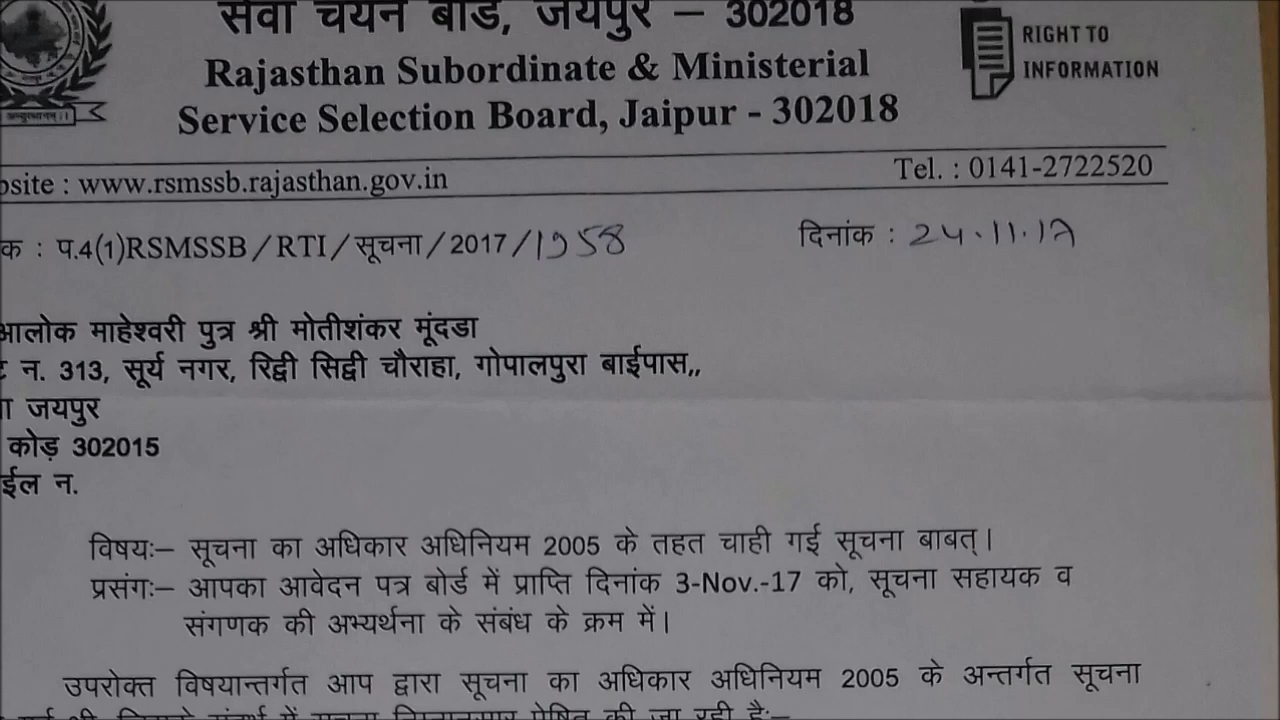 सेवा चयन बोर्ड, जयपुर – 302018
Rajasthan Subordinate & Ministerial
Service Selection Board, Jaipur - 302018
RIGHT TO
INFORMATION
site : www.rsmssb.rajasthan.gov.in
Tel. : 0141-2722520
क : प.4(1)RSMSSB/RTI/सूचना/2017/1958
दिनांक : 24.11.17
आलोक माहेश्वरी पुत्र श्री मोतीशंकर मूंदडा
न. 313, सूर्य नगर, रिद्वी सिद्वी चौराहा, गोपालपुरा बाईपास,,
जयपुर
कोड़ 302015
ईल न.
विषयः– सूचना का अधिकार अधिनियम 2005 के तहत चाही गई सूचना बाबत्।
प्रसंगः– आपका आवेदन पत्र बोर्ड में प्राप्ति दिनांक 3-Nov.-17 को, सूचना सहायक व
संगणक की अभ्यर्थना के संबंध के क्रम में।
उपरोक्त विषयान्तर्गत आप द्वारा सूचना का अधिकार अधिनियम 2005 के अन्तर्गत सूचना
में सूचना निम्नानुसार प्रेषित की जा रही है:–